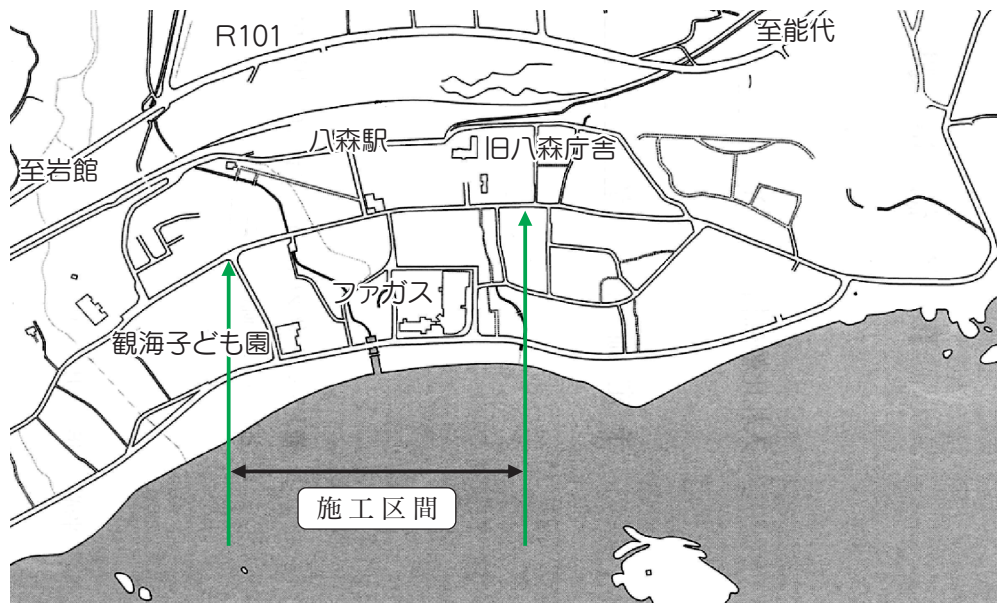 R101
至能代
八森駅
旧八森庁舎
至岩館
ファガス
観海子ども園
施工区間